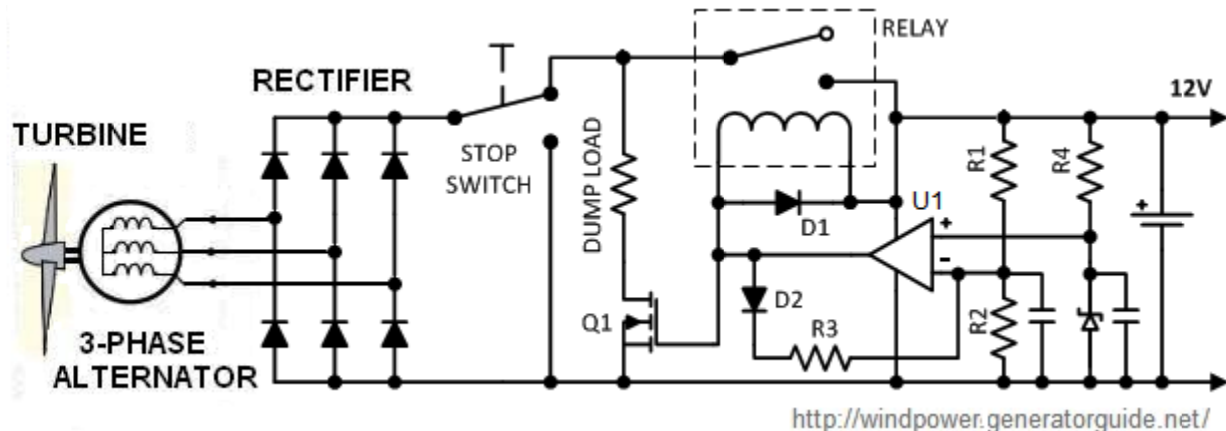 RELAY
RECTIFIER
12V
TURBINE
STOP
SWITCH
DUMP LOAD
R1
R4
U1
+
+
-
D1
D2
Q1
R3
R2
3-PHASE
ALTERNATOR
http://windpower.generatorguide.net/